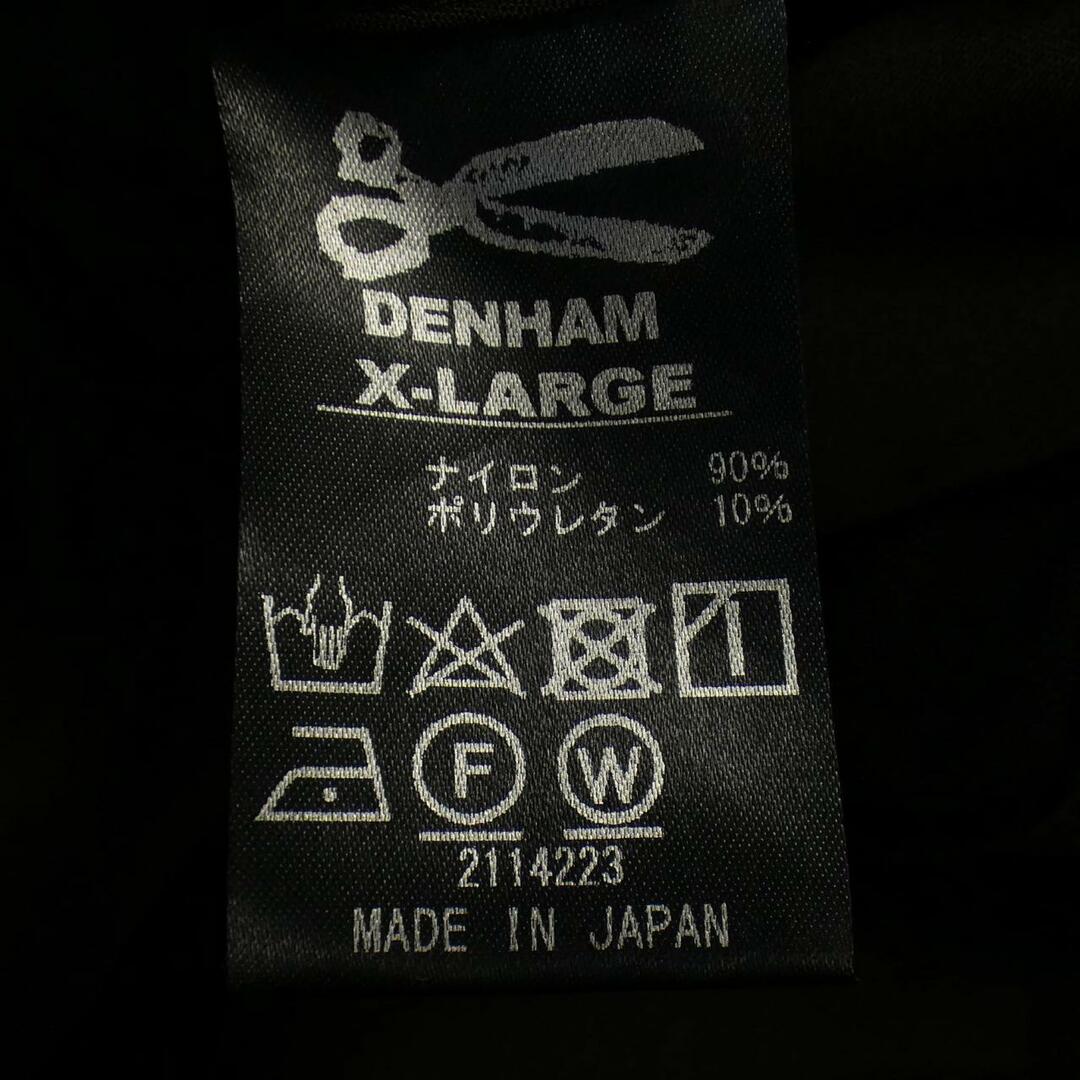 DENHAM
X-LARGE
ナイロン 90%
ポリウレタン 10%
F W
2114223
MADE IN JAPAN